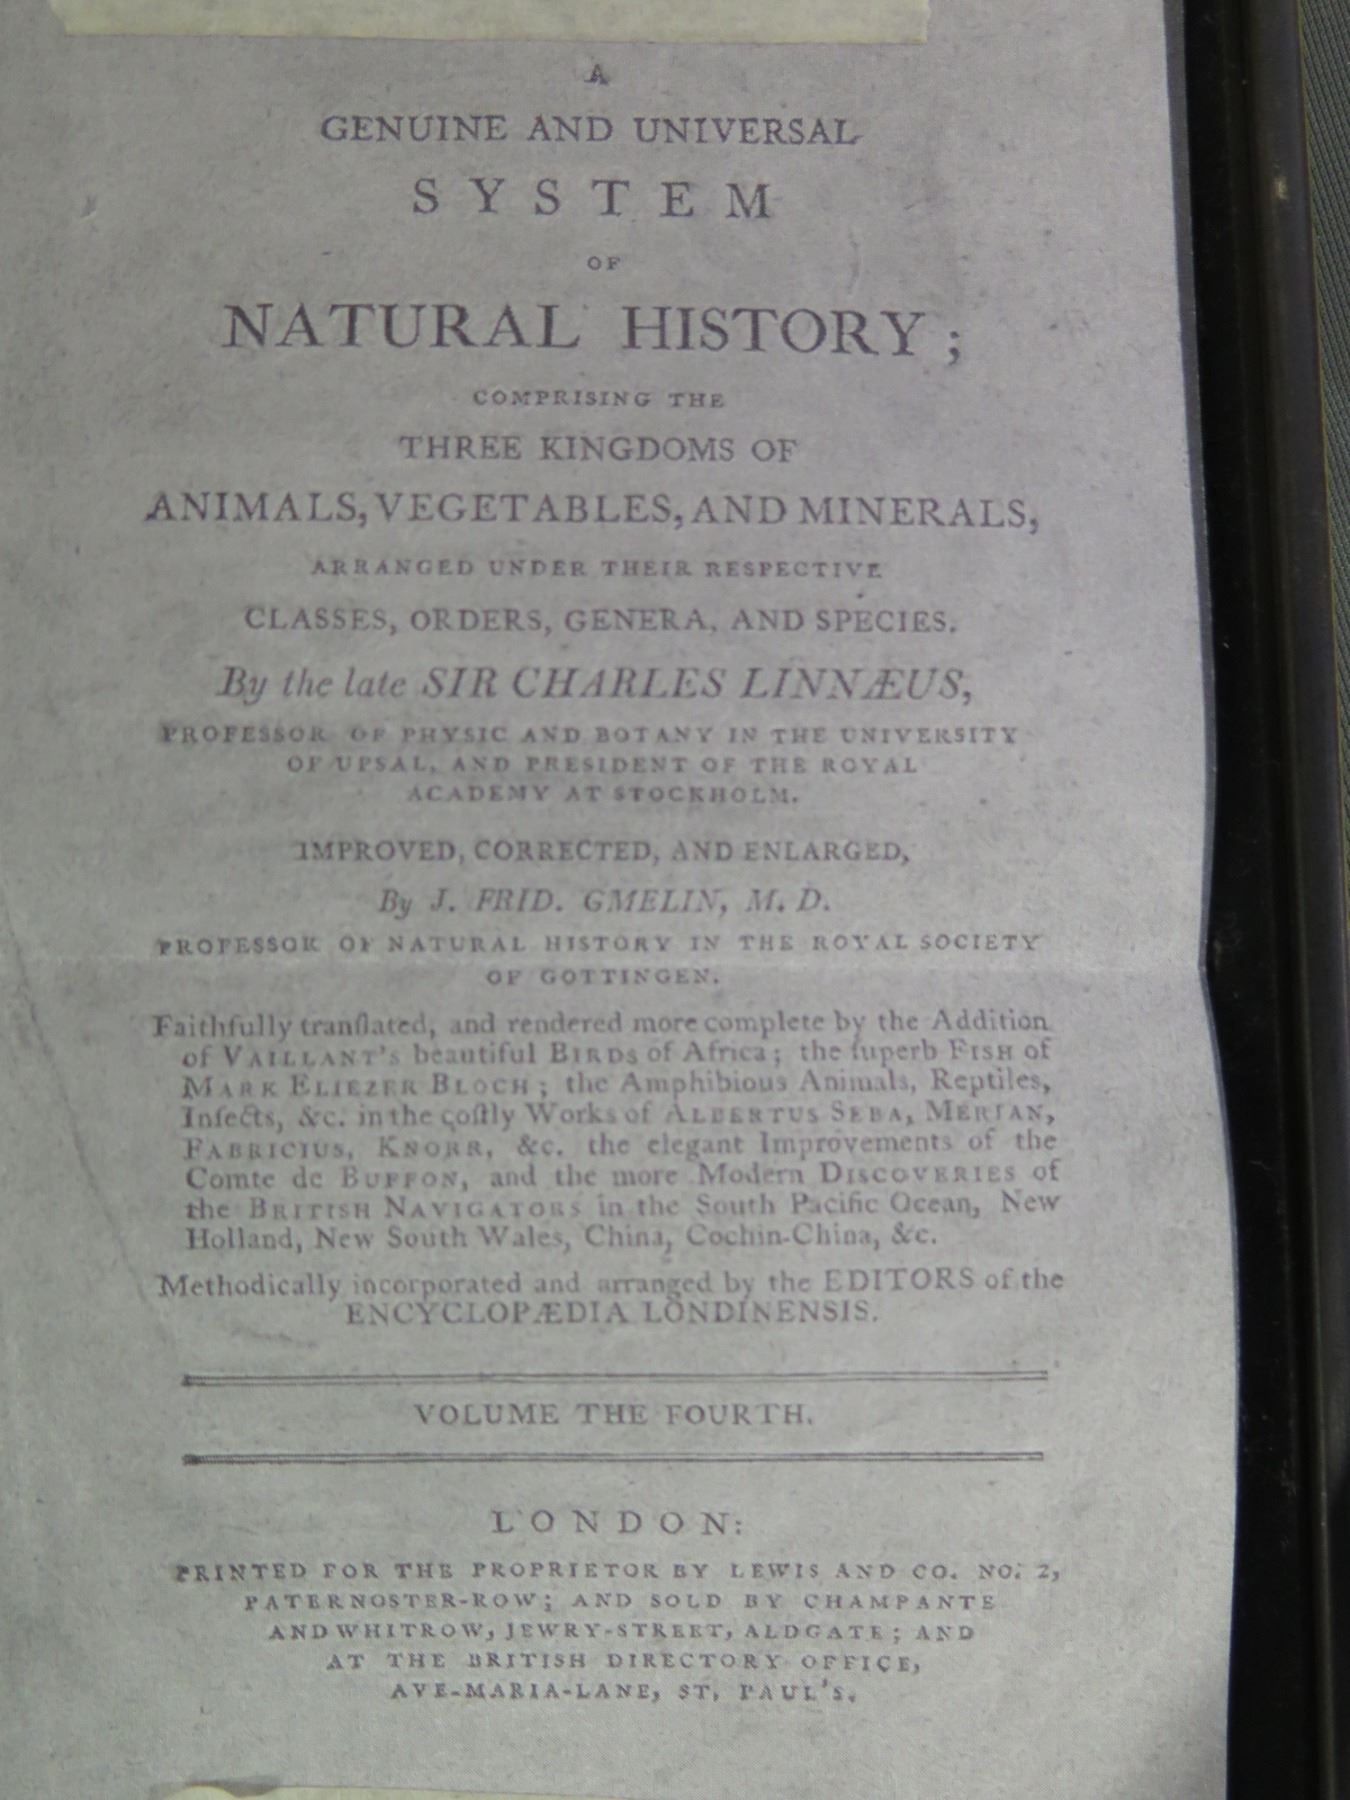 A
GENUINE AND UNIVERSAL
SYSTEM
OF
NATURAL HISTORY;
COMPRISING THE
THREE KINGDOMS OF
ANIMALS, VEGETABLES, AND MINERALS,
ARRANGED UNDER THEIR RESPECTIVE
CLASSES, ORDERS, GENERA, AND SPECIES.
By the late SIR CHARLES LINNÆUS,
PROFESSOR OF PHYSIC AND BOTANY IN THE UNIVERSITY
OF UPSAL, AND PRESIDENT OF THE ROYAL
ACADEMY AT STOCKHOLM.
IMPROVED, CORRECTED, AND ENLARGED,
By J. FRID. GMELIN, M. D.
PROFESSOR OF NATURAL HISTORY IN THE ROYAL SOCIETY
OF GOTTINGEN.
Faithfully tranſlated, and rendered more complete by the Addition
of VAILLANT's beautiful BIRDS of Africa; the ſuperb FISH of
MARK ELIEZER BLOCH; the Amphibious Animals, Reptiles,
Inſects, &c. in the coſtly Works of ALBERTUS SEBA, MERIAN,
FABRICIUS, KNORR, &c. the elegant Improvements of the
Comte de BUFFON, and the more Modern DISCOVERIES of
the BRITISH NAVIGATORS in the South Pacific Ocean, New
Holland, New South Wales, China, Cochin-China, &c.
Methodically incorporated and arranged by the EDITORS of the
ENCYCLOPÆDIA LONDINENSIS.
VOLUME THE FOURTH.
LONDON:
PRINTED FOR THE PROPRIETOR BY LEWIS AND CO. NO. 2,
PATERNOSTER-ROW; AND SOLD BY CHAMPANTE
AND WHITROW, JEWRY-STREET, ALDGATE; AND
AT THE BRITISH DIRECTORY OFFICE,
AVE-MARIA-LANE, ST. PAUL's.